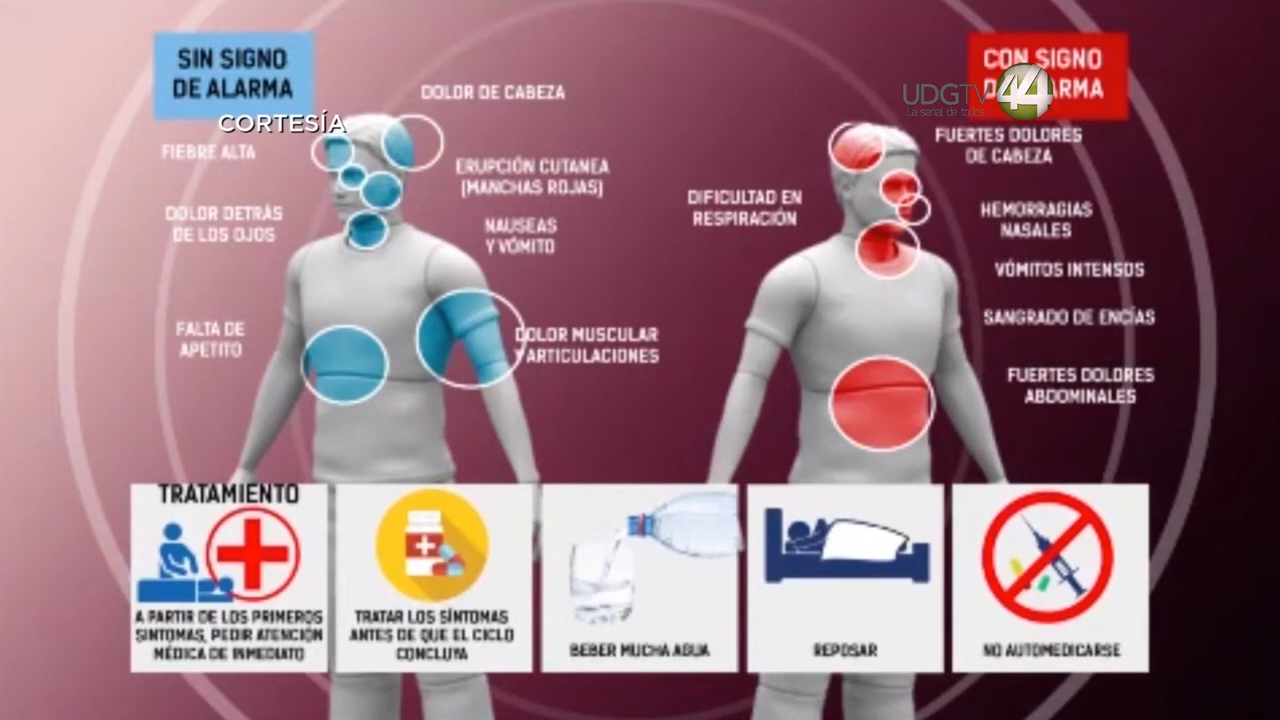 SIN SIGNO
DE ALARMA
CORTESÍA
DOLOR DE CABEZA
FIEBRE ALTA
ERUPCIÓN CUTANEA
(MANCHAS ROJAS)
DOLOR DETRÁS
DE LOS OJOS
NAUSEAS
Y VÓMITO
FALTA DE
APETITO
DOLOR MUSCULAR
Y ARTICULACIONES
CON SIGNO
UDGTV 44
La señal de todos
FUERTES DOLORES
DE CABEZA
DIFICULTAD EN
RESPIRACIÓN
HEMORRAGIAS
NASALES
VÓMITOS INTENSOS
SANGRADO DE ENCÍAS
FUERTES DOLORES
ABDOMINALES
TRATAMIENTO
A PARTIR DE LOS PRIMEROS
SINTOMAS, PEDIR ATENCIÓN
MÉDICA DE INMEDIATO
TRATAR LOS SÍNTOMAS
ANTES DE QUE EL CICLO
CONCLUYA
BEBER MUCHA AGUA
REPOSAR
NO AUTOMEDICARSE